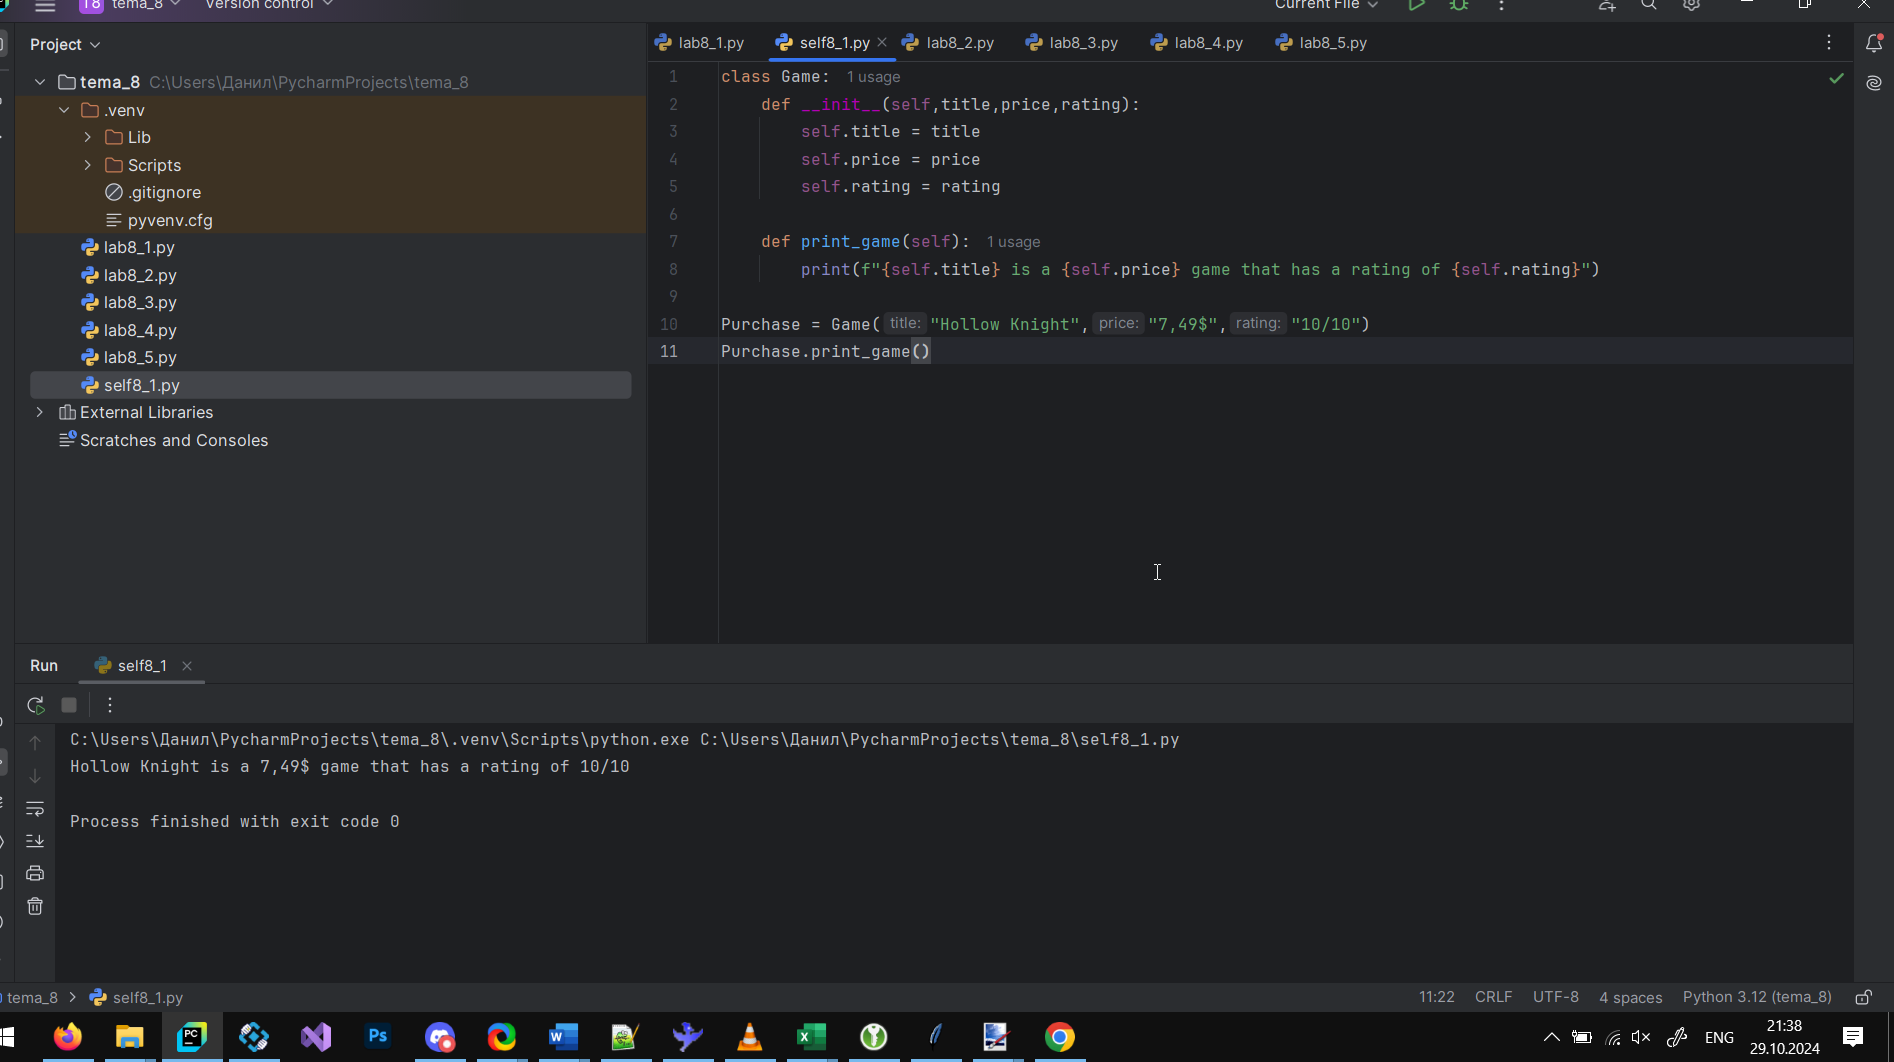 T8 tema_8 Version control Current File
Project
lab8_1.py self8_1.py lab8_2.py lab8_3.py lab8_4.py lab8_5.py
tema_8 C:\Users\Данил\PycharmProjects\tema_8
.venv
Lib
Scripts
.gitignore
pyvenv.cfg
lab8_1.py
lab8_2.py
lab8_3.py
lab8_4.py
lab8_5.py
self8_1.py
External Libraries
Scratches and Consoles
1 class Game: 1 usage
2 def __init__(self,title,price,rating):
3 self.title = title
4 self.price = price
5 self.rating = rating
6
7 def print_game(self): 1 usage
8 print(f"{self.title} is a {self.price} game that has a rating of {self.rating}")
9
10 Purchase = Game( title: "Hollow Knight", price: "7,49$", rating: "10/10")
11 Purchase.print_game()
Run self8_1
C:\Users\Данил\PycharmProjects\tema_8\.venv\Scripts\python.exe C:\Users\Данил\PycharmProjects\tema_8\self8_1.py
Hollow Knight is a 7,49$ game that has a rating of 10/10
Process finished with exit code 0
tema_8 self8_1.py 11:22 CRLF UTF-8 4 spaces Python 3.12 (tema_8)
PC Ps W X ENG 21:38
29.10.2024